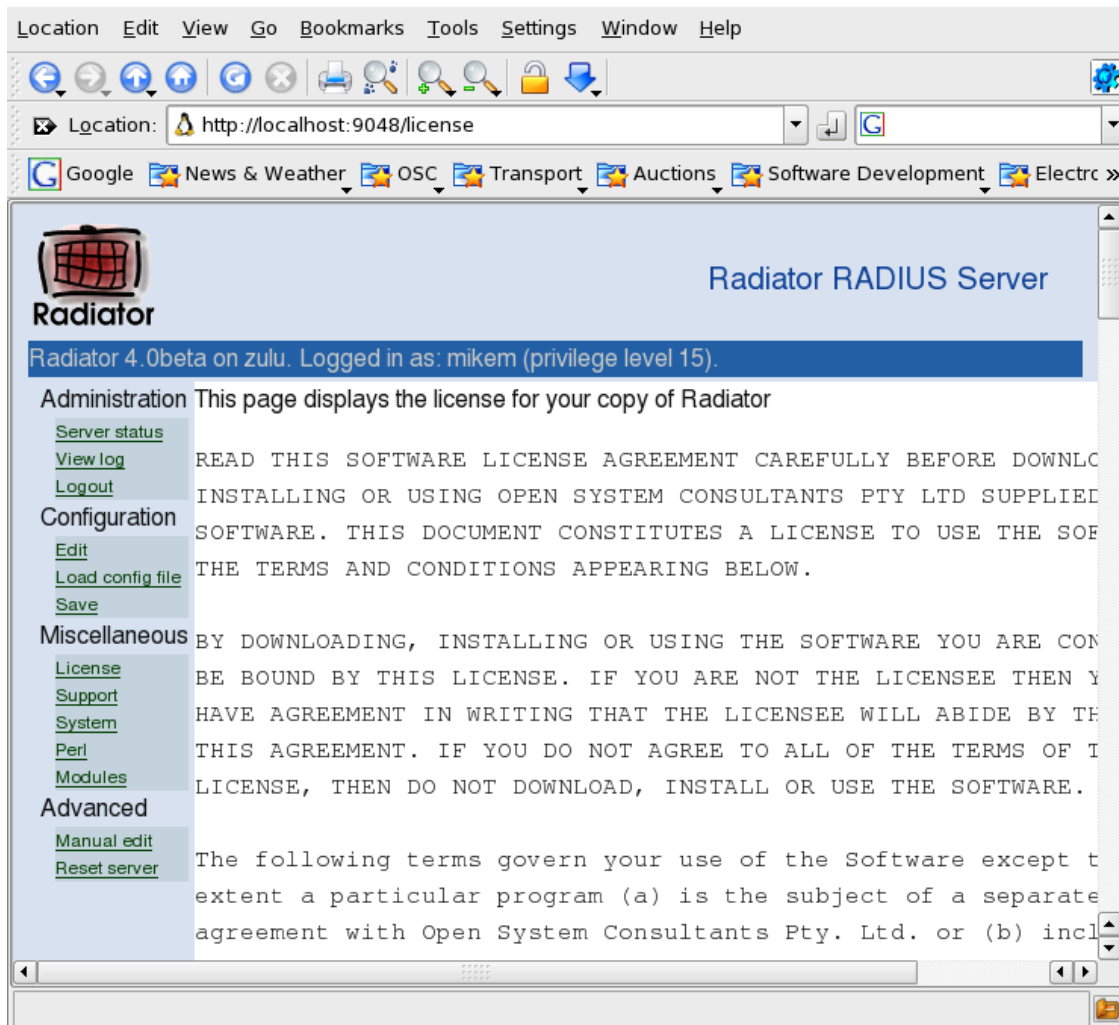 Location Edit View Go Bookmarks Tools Settings Window Help
Location: http://localhost:9048/license G
G Google News & Weather OSC Transport Auctions Software Development Electrc »
Radiator
Radiator RADIUS Server
Radiator 4.0beta on zulu. Logged in as: mikem (privilege level 15).
Administration
Server status
View log
Logout
Configuration
Edit
Load config file
Save
Miscellaneous
License
Support
System
Perl
Modules
Advanced
Manual edit
Reset server
This page displays the license for your copy of Radiator
READ THIS SOFTWARE LICENSE AGREEMENT CAREFULLY BEFORE DOWNLO
INSTALLING OR USING OPEN SYSTEM CONSULTANTS PTY LTD SUPPLIED
SOFTWARE. THIS DOCUMENT CONSTITUTES A LICENSE TO USE THE SOF
THE TERMS AND CONDITIONS APPEARING BELOW.
BY DOWNLOADING, INSTALLING OR USING THE SOFTWARE YOU ARE CON
BE BOUND BY THIS LICENSE. IF YOU ARE NOT THE LICENSEE THEN Y
HAVE AGREEMENT IN WRITING THAT THE LICENSEE WILL ABIDE BY TH
THIS AGREEMENT. IF YOU DO NOT AGREE TO ALL OF THE TERMS OF T
LICENSE, THEN DO NOT DOWNLOAD, INSTALL OR USE THE SOFTWARE.
The following terms govern your use of the Software except t
extent a particular program (a) is the subject of a separate
agreement with Open System Consultants Pty. Ltd. or (b) incl